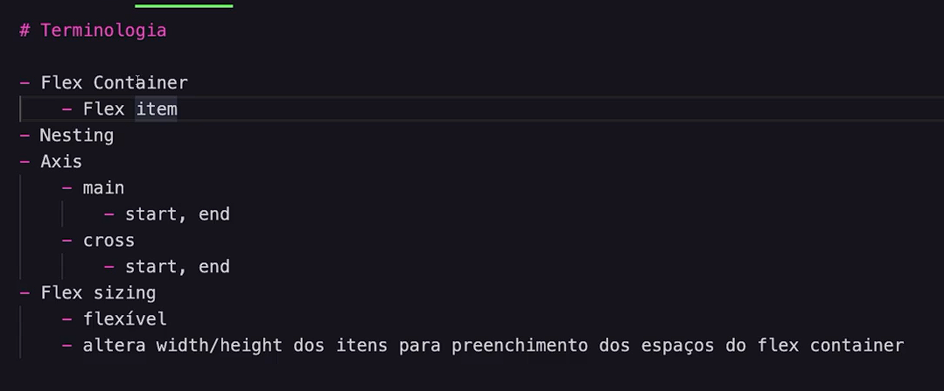 # Terminologia
- Flex Container
- Flex item
- Nesting
- Axis
- main
- start, end
- cross
- start, end
- Flex sizing
- flexível
- altera width/height dos itens para preenchimento dos espaços do flex container